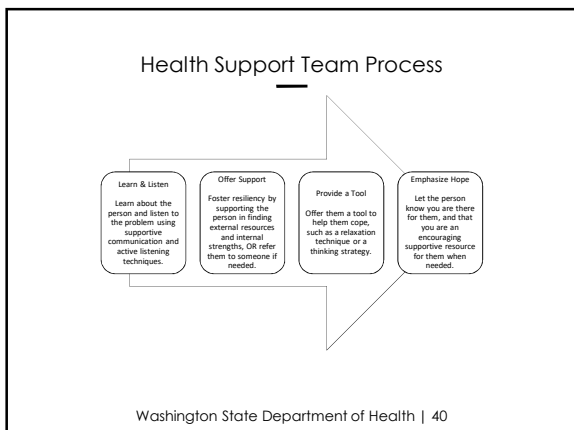 Health Support Team Process
Learn & Listen
Learn about the
person and listen to
the problem using
supportive
communication and
active listening
techniques.
Offer Support
Foster resiliency by
supporting the
person in finding
external resources
and internal
strengths, OR refer
them to someone if
needed.
Provide a Tool
Offer them a tool to
help them cope,
such as a relaxation
technique or a
thinking strategy.
Emphasize Hope
Let the person
know you are there
for them, and that
you are an
encouraging
supportive resource
for them when
needed.
Washington State Department of Health | 40